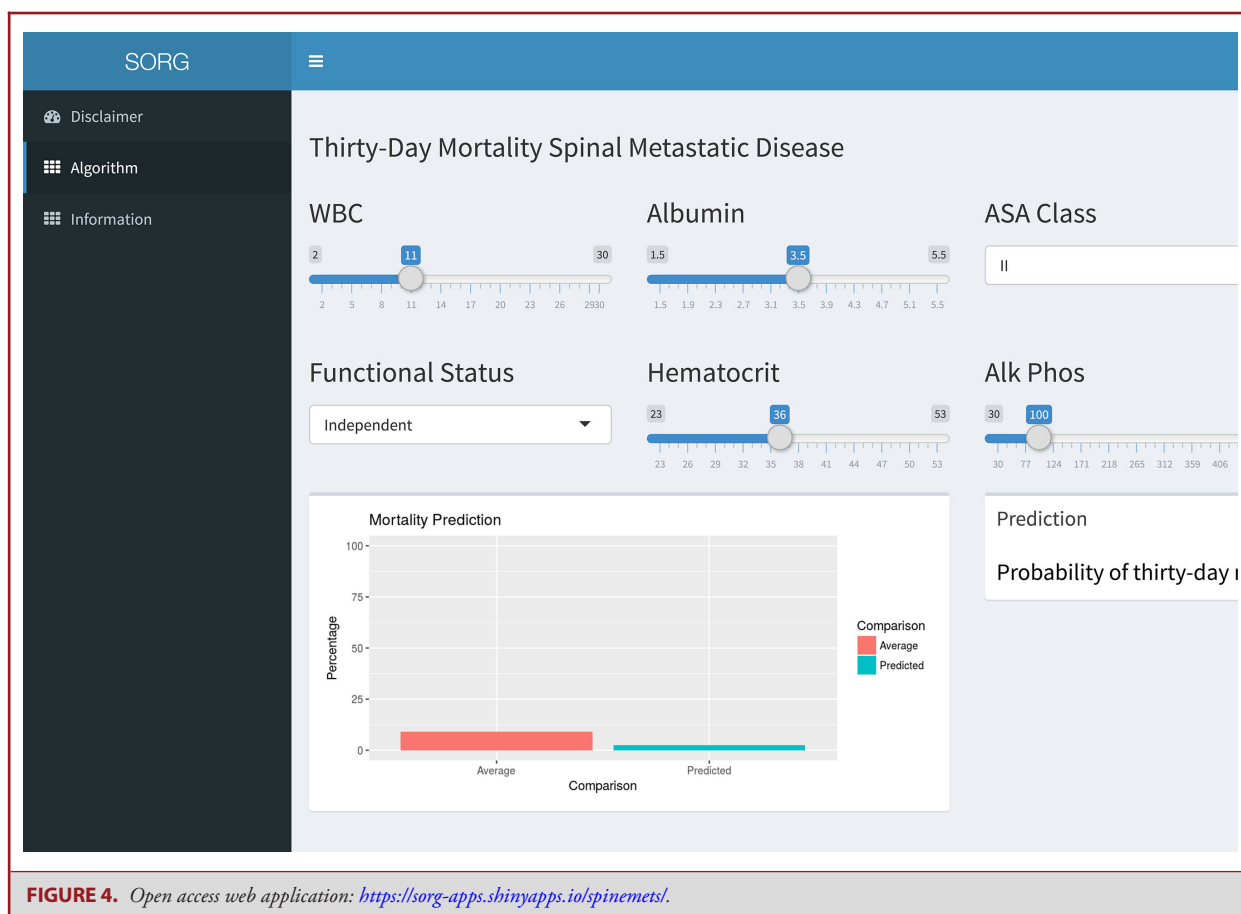 SORG
Disclaimer
Algorithm
Information
Thirty-Day Mortality Spinal Metastatic Disease
WBC
2 11 30
2 5 8 11 14 17 20 23 26 2930
Albumin
1.5 3.5 5.5
1.5 1.9 2.3 2.7 3.1 3.5 3.9 4.3 4.7 5.1 5.5
ASA Class
II
Functional Status
Independent
Hematocrit
23 36 53
23 26 29 32 35 38 41 44 47 50 53
Alk Phos
30 100
30 77 124 171 218 265 312 359 406
Mortality Prediction
Percentage
100
75
50
25
0
Average Predicted
Comparison
Comparison
Average
Predicted
Prediction
Probability of thirty-day
FIGURE 4. Open access web application: https://sorg-apps.shinyapps.io/spinemets/.